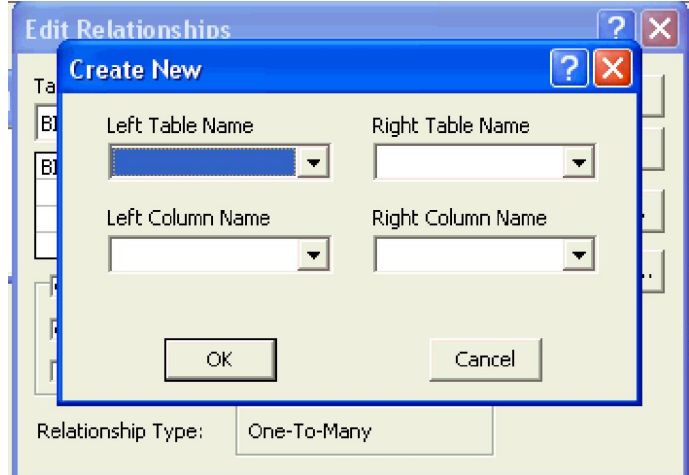 Edit Relationships
Create New
Left Table Name Right Table Name
Left Column Name Right Column Name
OK Cancel
Relationship Type: One-To-Many